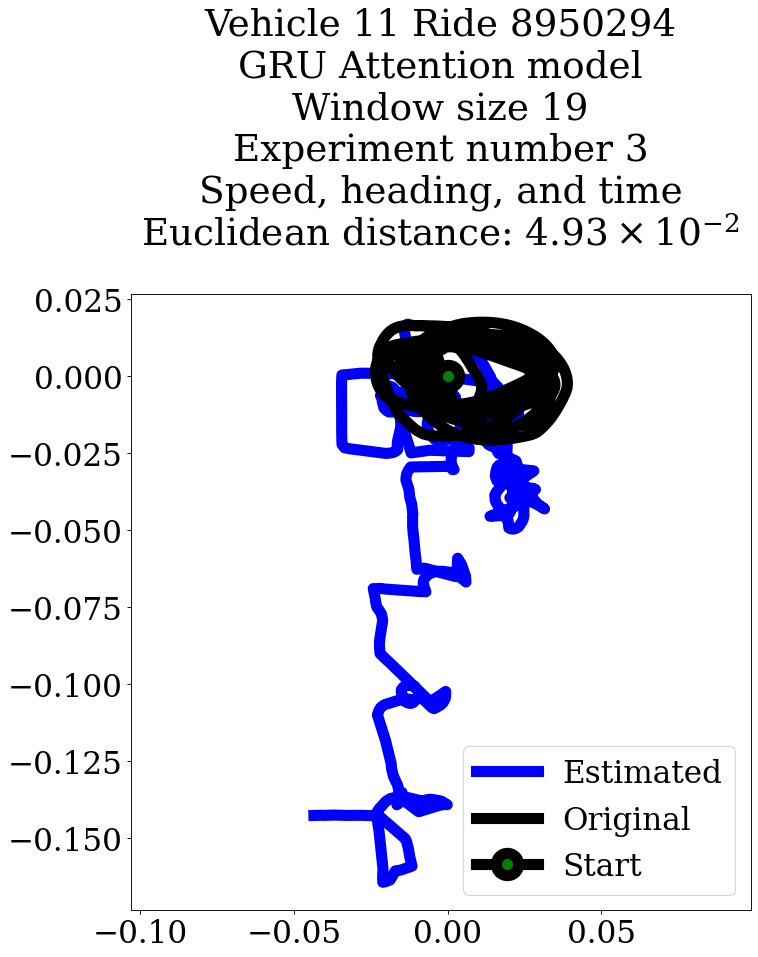 Vehicle 11 Ride 8950294
GRU Attention model
Window size 19
Experiment number 3
Speed, heading, and time
Euclidean distance: 4.93 × 10⁻²
0.025
0.000
−0.025
−0.050
−0.075
−0.100
−0.125
−0.150
Estimated
Original
Start
−0.10
−0.05
0.00
0.05